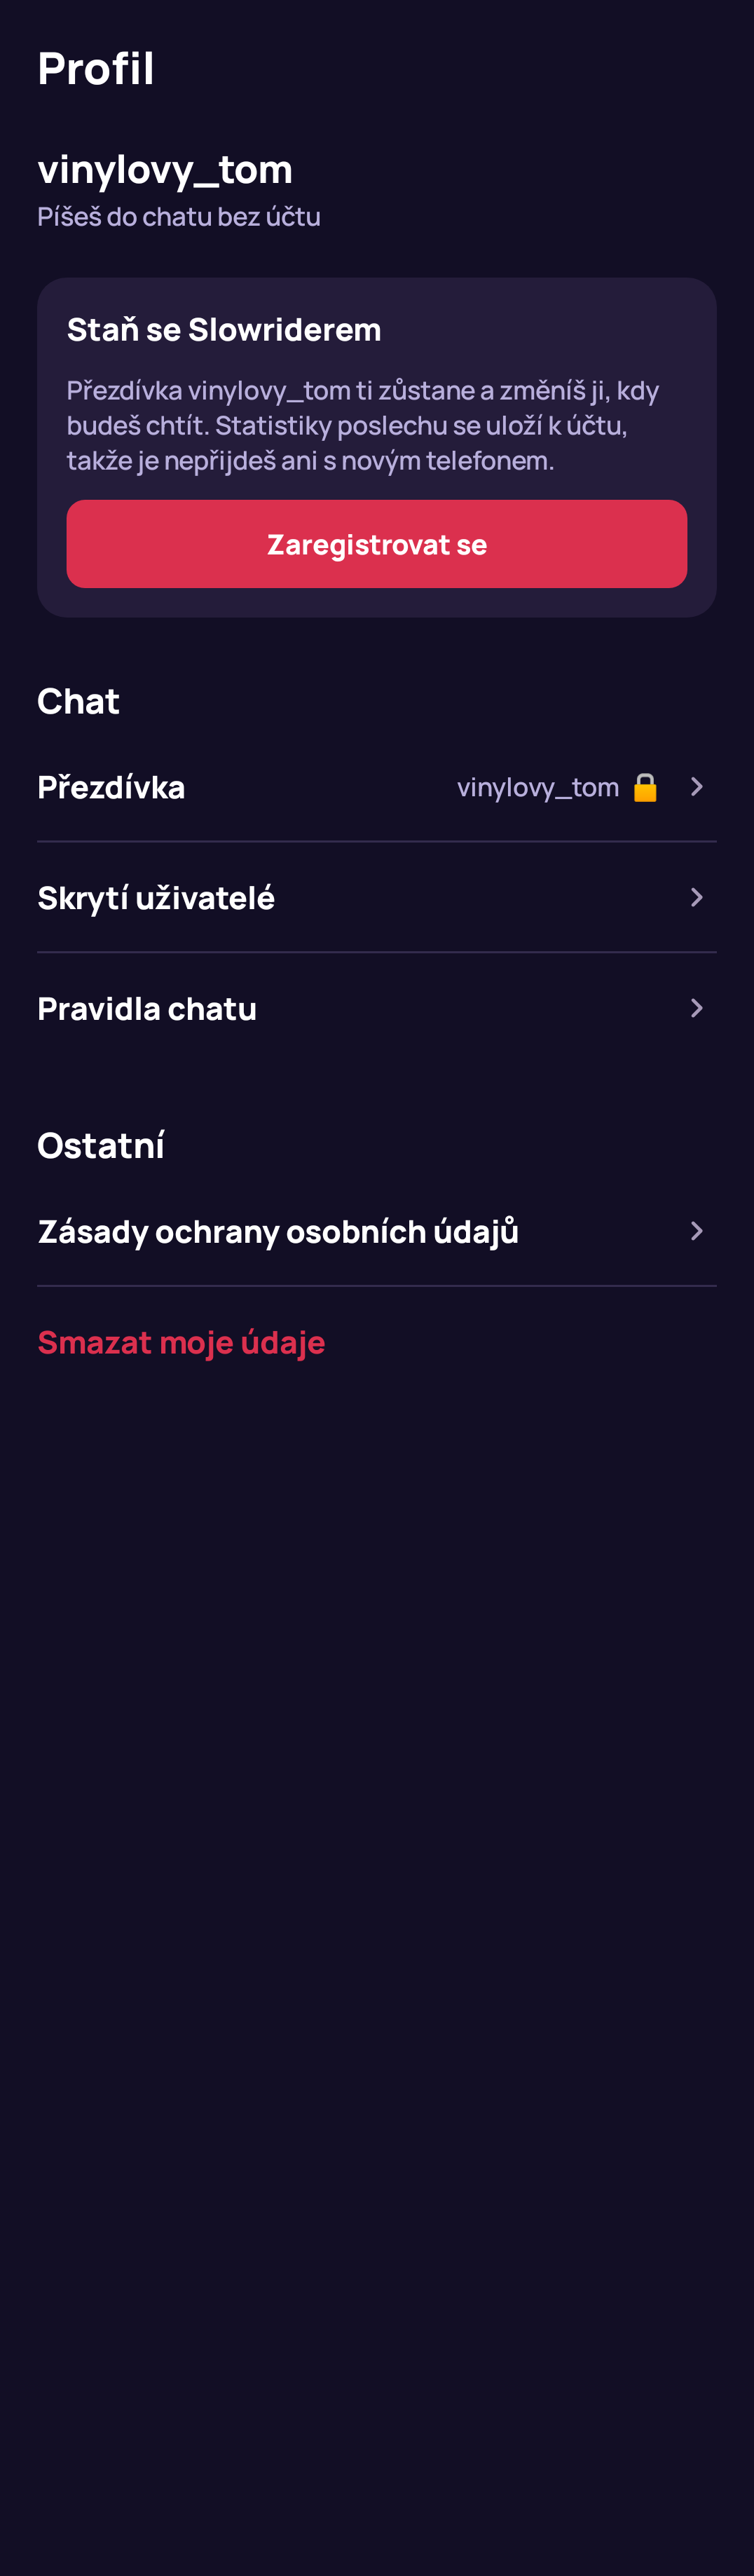 Profil
vinylovy_tom
Píšeš do chatu bez účtu
Staň se Slowriderem
Přezdívka vinylovy_tom ti zůstane a změníš ji, kdy
budeš chtít. Statistiky poslechu se uloží k účtu,
takže je nepřijdeš ani s novým telefonem.
Zaregistrovat se
Chat
Přezdívka vinylovy_tom 🔒
Skrytí uživatelé
Pravidla chatu
Ostatní
Zásady ochrany osobních údajů
Smazat moje údaje